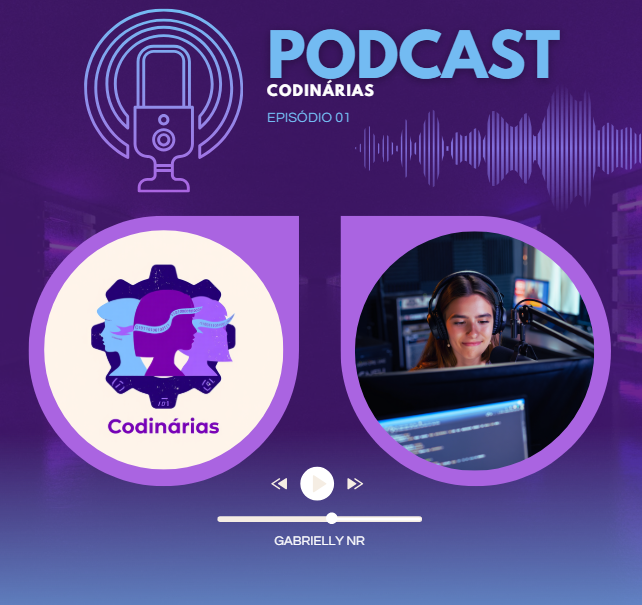 PODCAST
CODINÁRIAS
EPISÓDIO 01
Codinárias
GABRIELLY NR